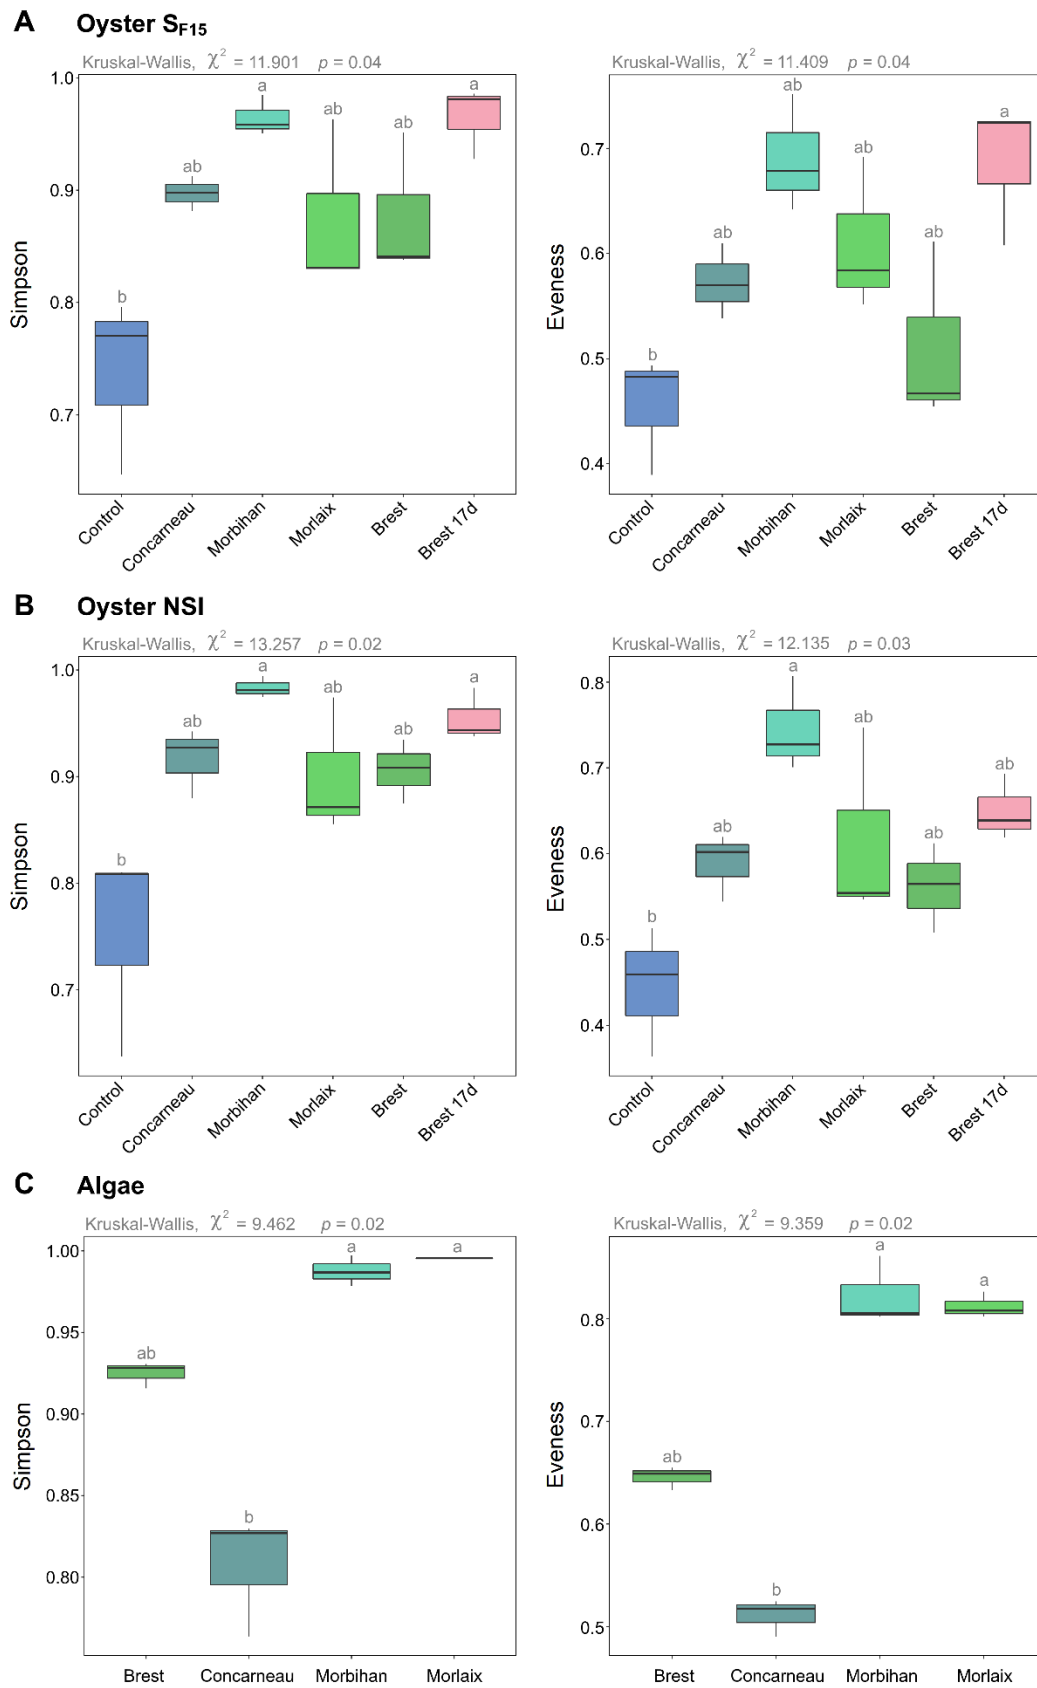 A Oyster SF15
Kruskal-Wallis, χ2 = 11.901 p = 0.04
Simpson
1.0
0.9
0.8
0.7
b
ab
a
ab
ab
a
Control
Concarneau
Morbihan
Morlaix
Brest
Brest 17d
Kruskal-Wallis, χ2 = 11.409 p = 0.04
Eveness
0.7
0.6
0.5
0.4
b
ab
ab
ab
ab
a
Control
Concarneau
Morbihan
Morlaix
Brest
Brest 17d
B Oyster NSI
Kruskal-Wallis, χ2 = 13.257 p = 0.02
Simpson
1.0
0.9
0.8
0.7
b
ab
a
ab
ab
a
Control
Concarneau
Morbihan
Morlaix
Brest
Brest 17d
Kruskal-Wallis, χ2 = 12.135 p = 0.03
Eveness
0.8
0.7
0.6
0.5
0.4
b
ab
a
ab
ab
ab
Control
Concarneau
Morbihan
Morlaix
Brest
Brest 17d
C Algae
Kruskal-Wallis, χ2 = 9.462 p = 0.02
Simpson
1.00
0.95
0.90
0.85
0.80
ab
b
a
a
Brest
Concarneau
Morbihan
Morlaix
Kruskal-Wallis, χ2 = 9.359 p = 0.02
Eveness
0.8
0.7
0.6
0.5
ab
b
a
a
Brest
Concarneau
Morbihan
Morlaix